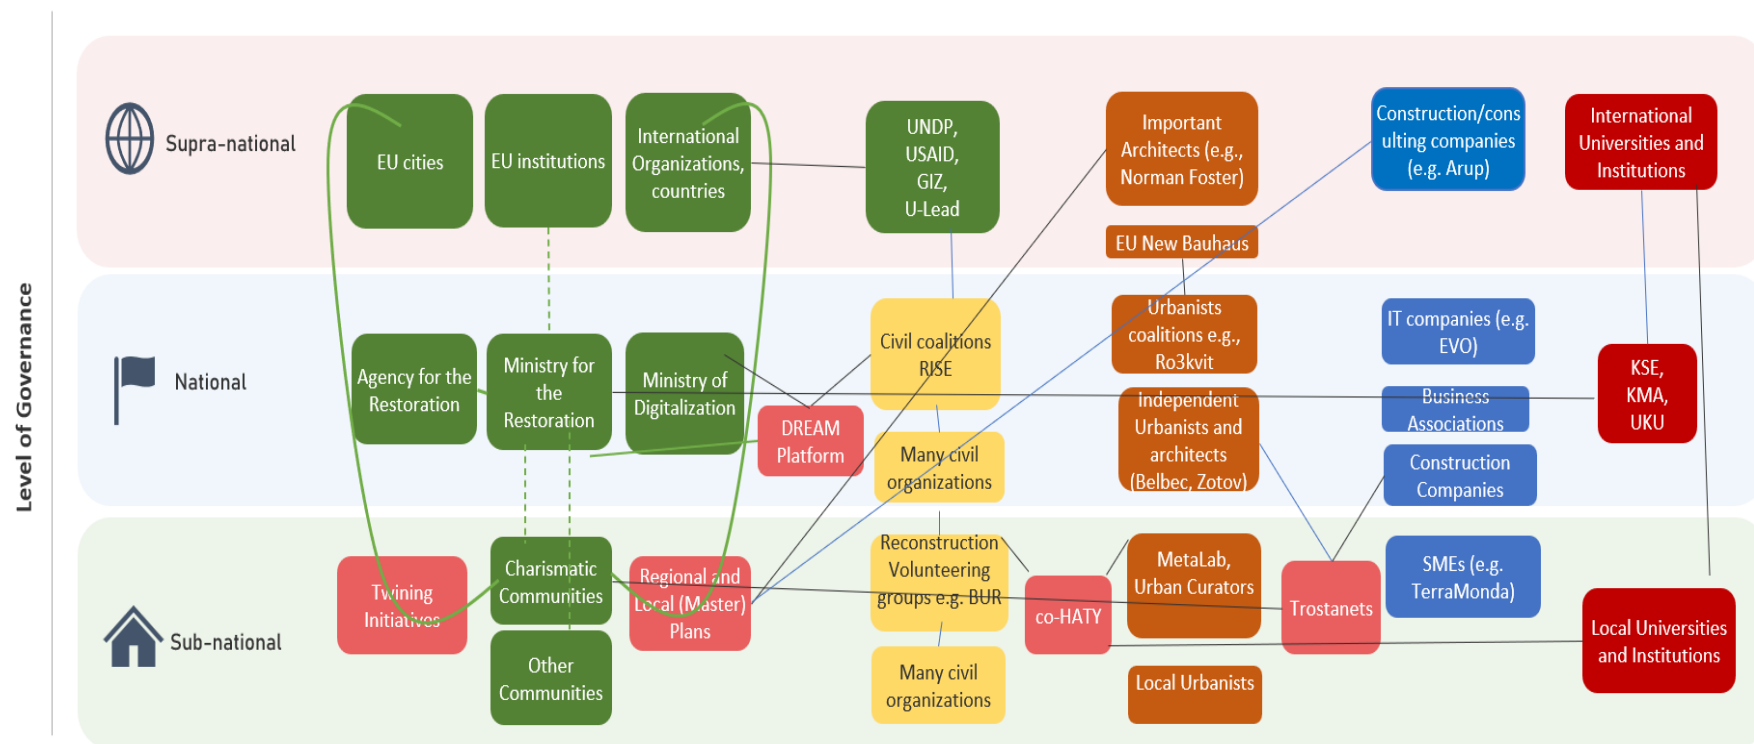 Level of Governance
Supra-national
EU cities
EU institutions
International
Organizations,
countries
UNDP,
USAID,
GIZ,
U-Lead
Important
Architects (e.g.,
Norman Foster)
EU New Bauhaus
Construction/cons
ulting companies
(e.g. Arup)
International
Universities and
Institutions
National
Agency for the
Restoration
Ministry for
the
Restoration
Ministry of
Digitalization
DREAM
Platform
Civil coalitions
RISE
Many civil
organizations
Urbanists
coalitions e.g.,
Ro3kvit
independent
Urbanists and
architects
(Belbec, Zotov)
IT companies (e.g.
EVO)
Business
Associations
Construction
Companies
KSE,
KMA,
UKU
Sub-national
Twining
Initiatives
Charismatic
Communities
Other
Communities
Regional and
Local (Master)
Plans
Reconstruction
Volunteering
groups e.g. BUR
Many civil
organizations
co-HATY
MetaLab,
Urban Curators
Local Urbanists
Trostanets
SMEs (e.g.
TerraMonda)
Local Universities
and Institutions